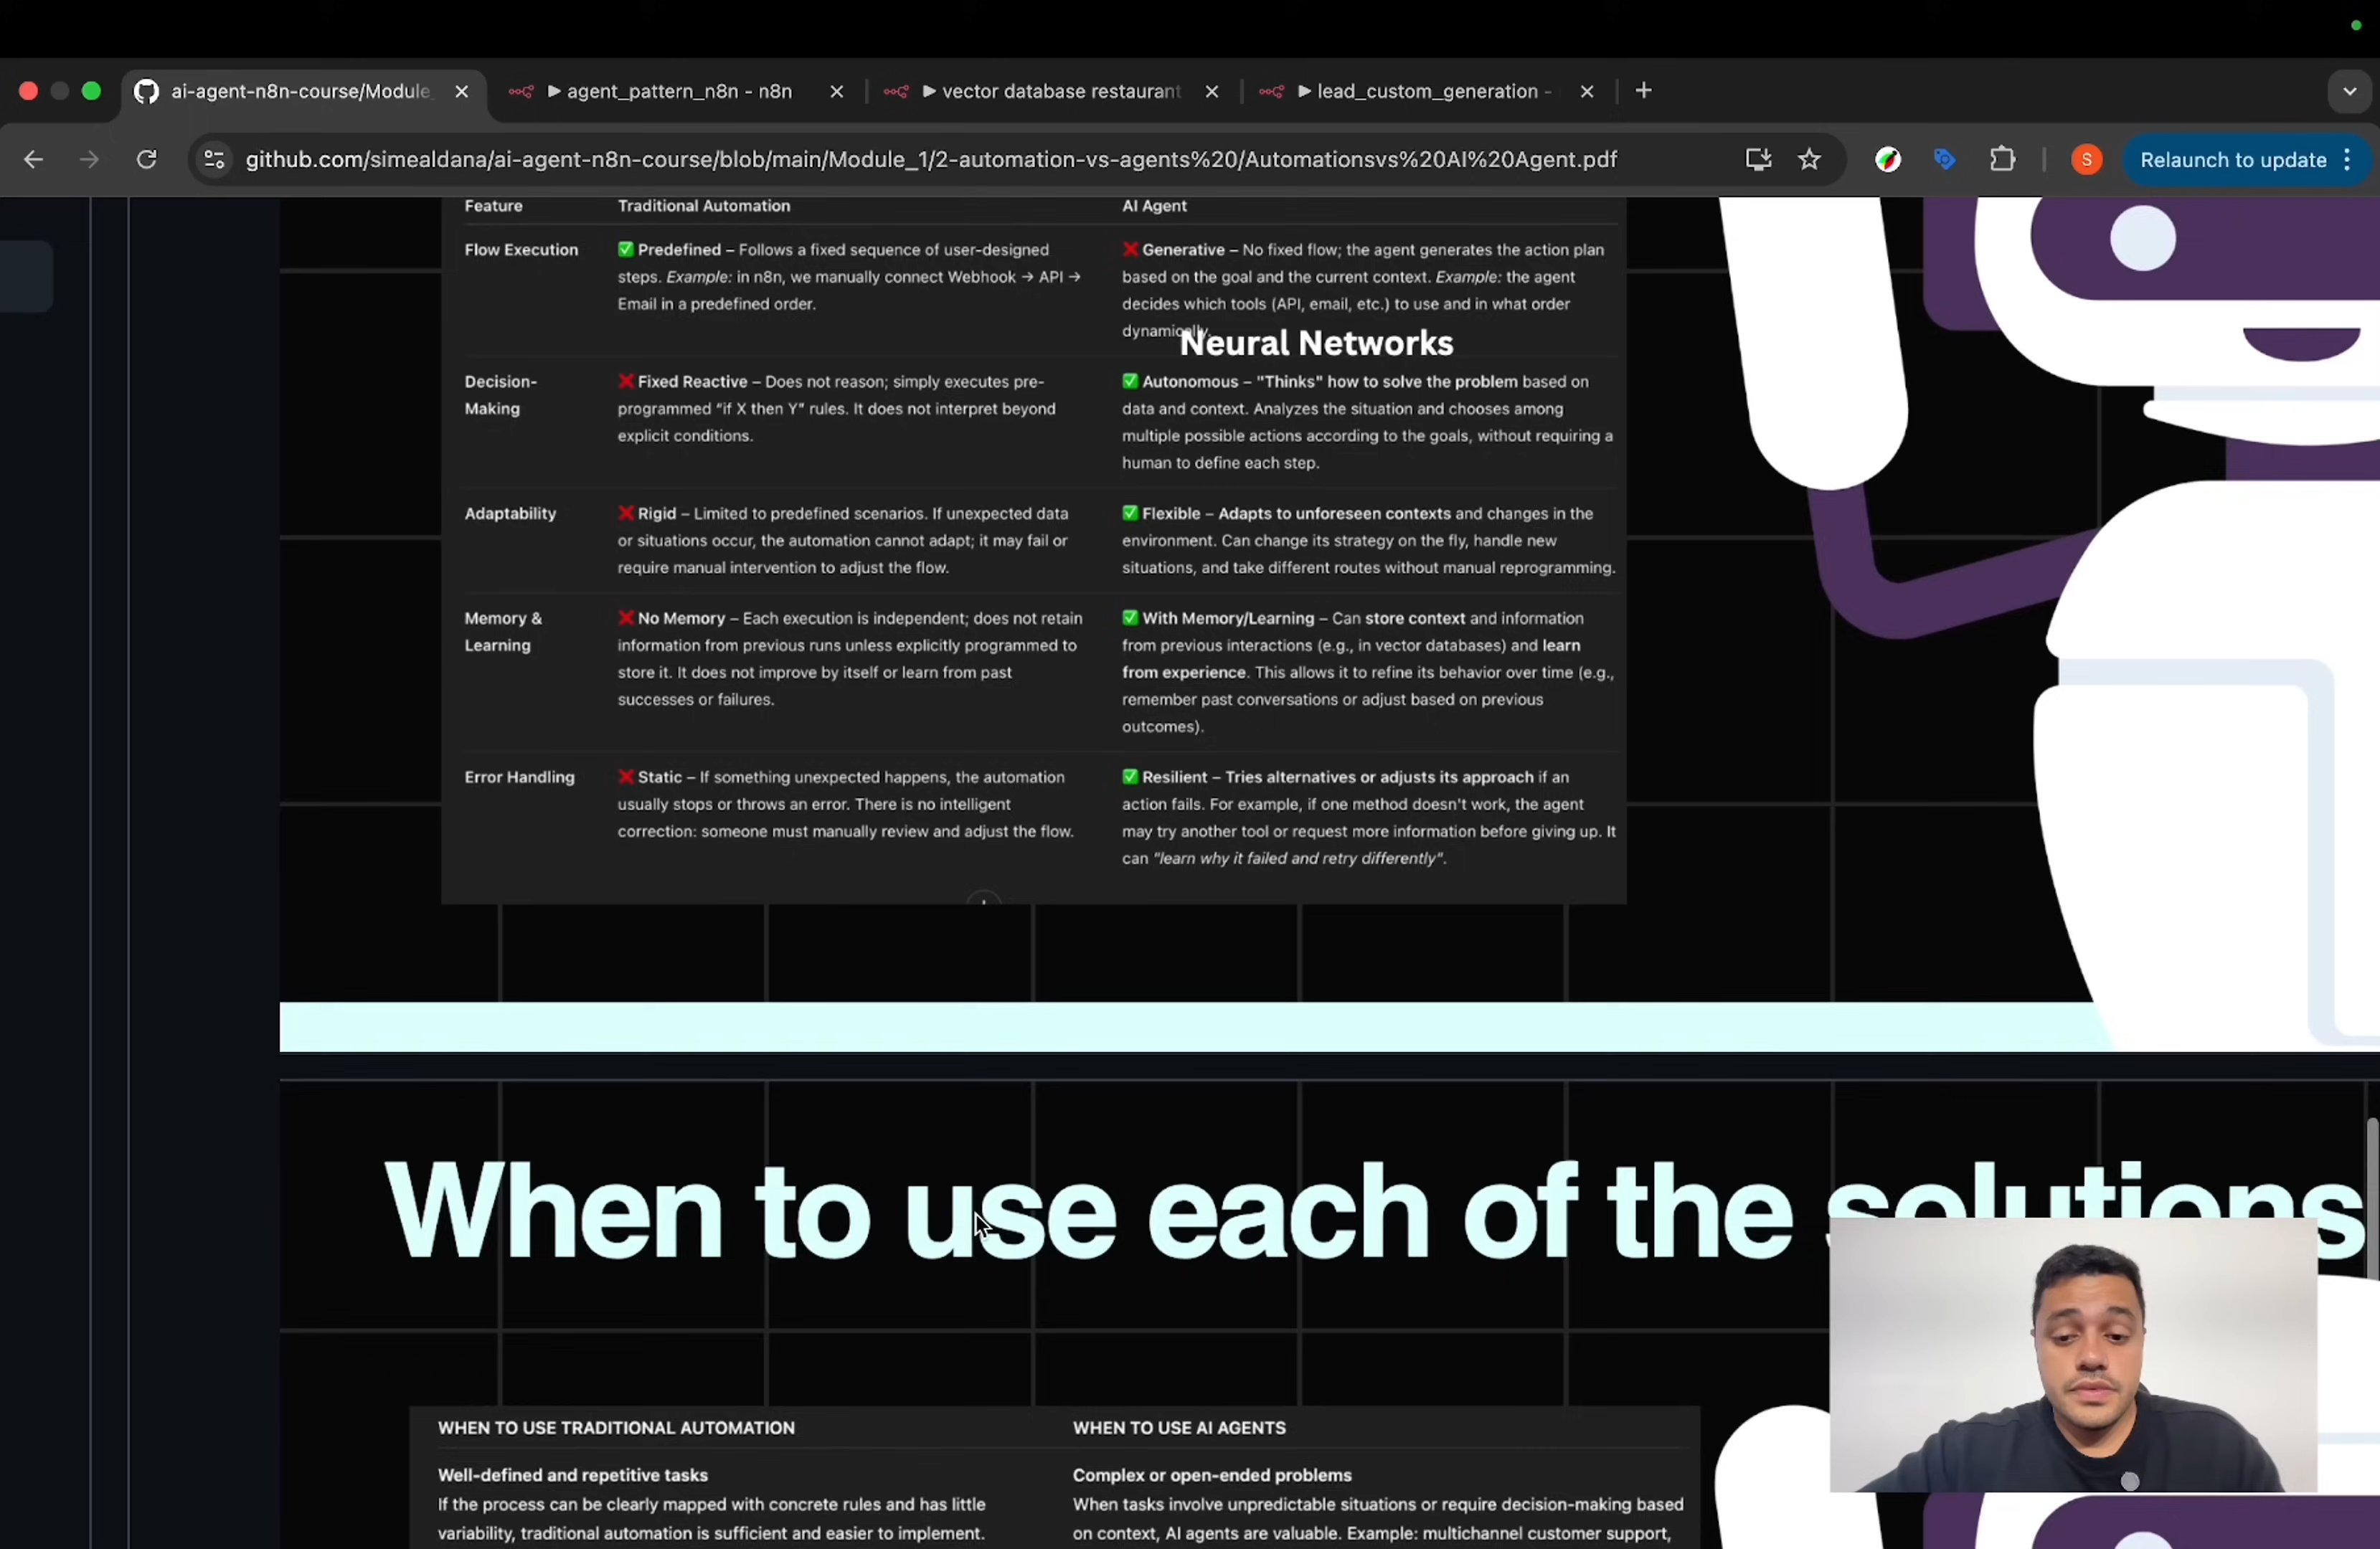 ai-agent-n8n-course/Module_
agent_pattern_n8n - n8n
vector database restaurant
lead_custom_generation -
github.com/simealdana/ai-agent-n8n-course/blob/main/Module_1/2-automation-vs-agents%20/Automationsvs%20AI%20Agent.pdf
S
Relaunch to update
Feature
Traditional Automation
AI Agent
Flow Execution
✅ Predefined – Follows a fixed sequence of user-designed
steps. Example: in n8n, we manually connect Webhook → API →
Email in a predefined order.
❌ Generative – No fixed flow; the agent generates the action plan
based on the goal and the current context. Example: the agent
decides which tools (API, email, etc.) to use and in what order
dynamically.
Neural Networks
Decision-
Making
❌ Fixed Reactive – Does not reason; simply executes pre-
programmed "if X then Y" rules. It does not interpret beyond
explicit conditions.
✅ Autonomous – "Thinks" how to solve the problem based on
data and context. Analyzes the situation and chooses among
multiple possible actions according to the goals, without requiring a
human to define each step.
Adaptability
❌ Rigid – Limited to predefined scenarios. If unexpected data
or situations occur, the automation cannot adapt; it may fail or
require manual intervention to adjust the flow.
✅ Flexible – Adapts to unforeseen contexts and changes in the
environment. Can change its strategy on the fly, handle new
situations, and take different routes without manual reprogramming.
Memory &
Learning
❌ No Memory – Each execution is independent; does not retain
information from previous runs unless explicitly programmed to
store it. It does not improve by itself or learn from past
successes or failures.
✅ With Memory/Learning – Can store context and information
from previous interactions (e.g., in vector databases) and learn
from experience. This allows it to refine its behavior over time (e.g.,
remember past conversations or adjust based on previous
outcomes).
Error Handling
❌ Static – If something unexpected happens, the automation
usually stops or throws an error. There is no intelligent
correction: someone must manually review and adjust the flow.
✅ Resilient – Tries alternatives or adjusts its approach if an
action fails. For example, if one method doesn't work, the agent
may try another tool or request more information before giving up. It
can "learn why it failed and retry differently".
When to use each of the solutions
WHEN TO USE TRADITIONAL AUTOMATION
WHEN TO USE AI AGENTS
Well-defined and repetitive tasks
If the process can be clearly mapped with concrete rules and has little
variability, traditional automation is sufficient and easier to implement.
Complex or open-ended problems
When tasks involve unpredictable situations or require decision-making based
on context, AI agents are valuable. Example: multichannel customer support,